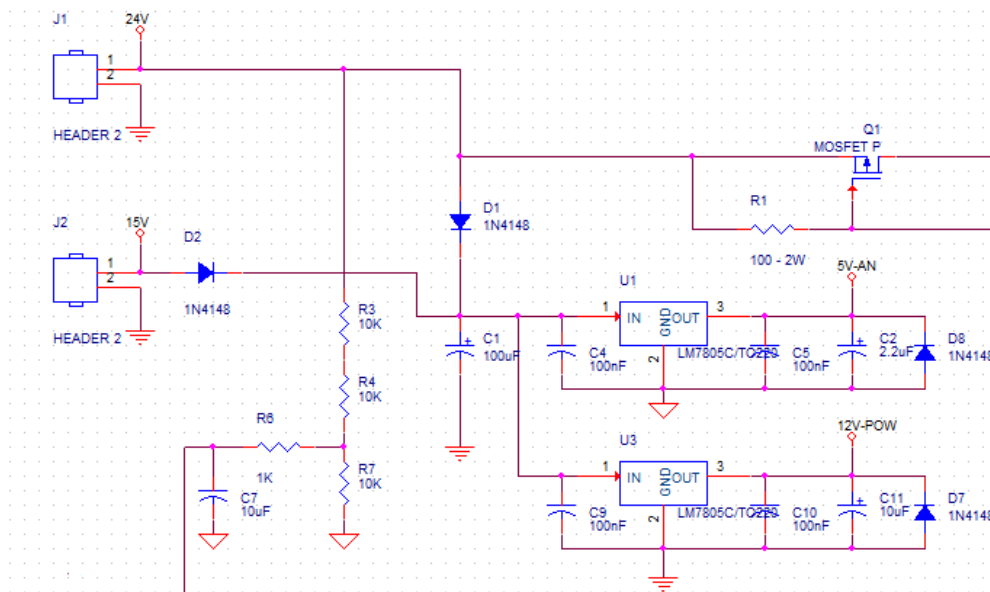 J1
24V
1
2
HEADER 2
Q1
MOSFET P
R1
100 - 2W
D1
1N4148
J2
15V
D2
1
2
1N4148
HEADER 2
R3
10K
R4
10K
R6
1K
R7
10K
C7
10uF
C1
100uF
U1
5V-AN
1
IN
GND
OUT
3
2
LM7805C/TO220
C4
100nF
C5
100nF
C2
2.2uF
D8
1N4148
U3
12V-POW
1
IN
GND
OUT
3
2
LM7805C/TO220
C9
100nF
C10
100nF
C11
10uF
D7
1N4148